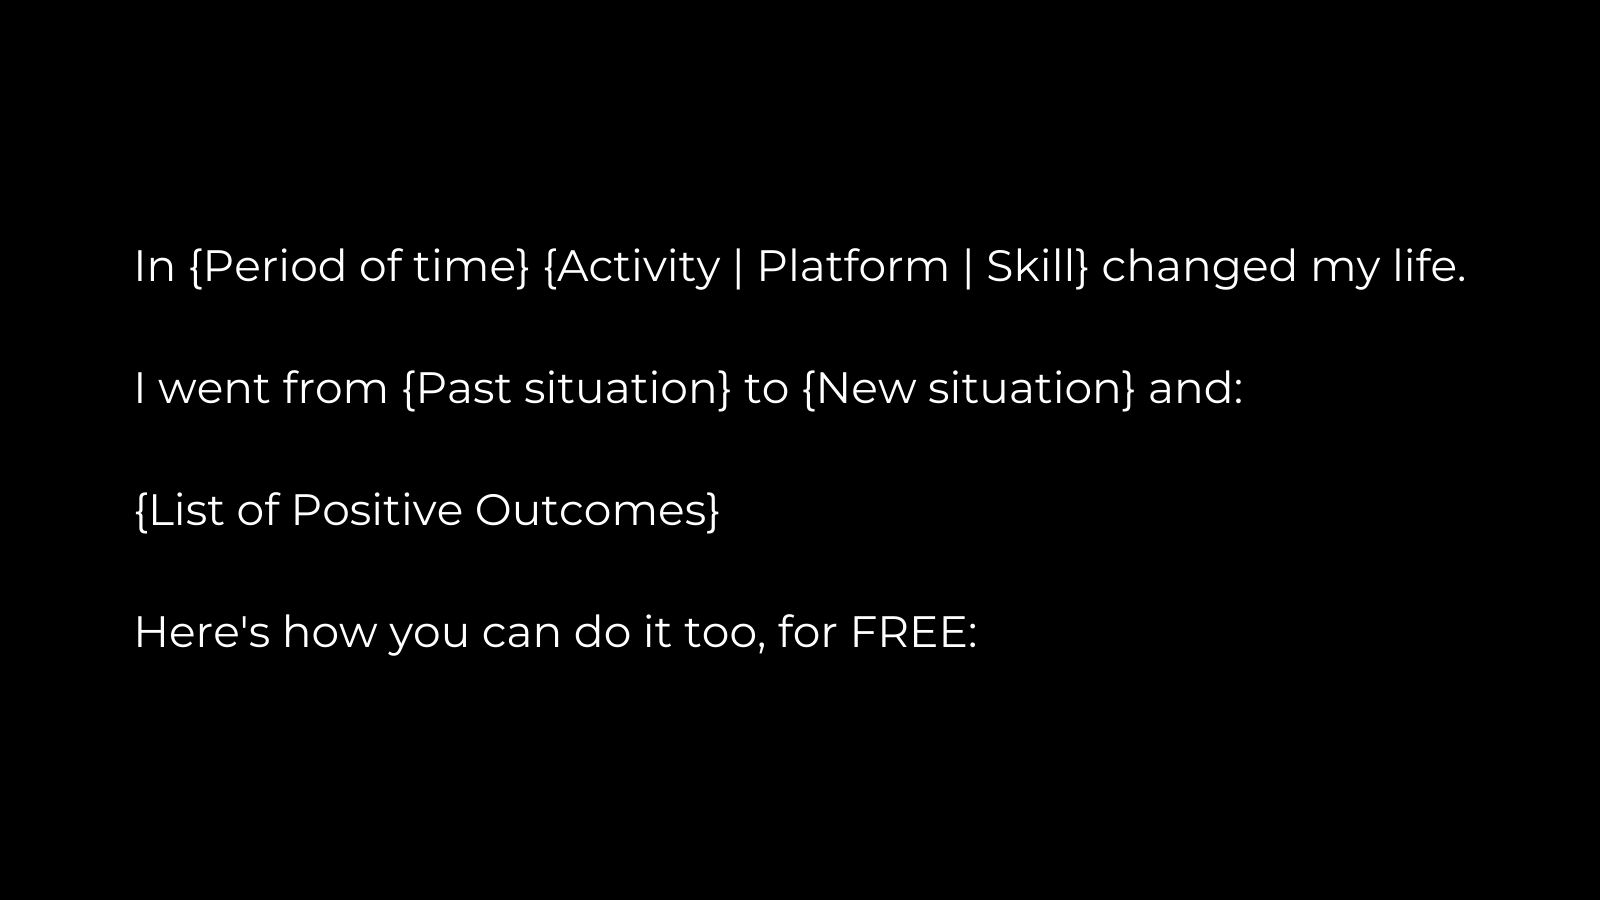 In {Period of time} {Activity | Platform | Skill} changed my life.
I went from {Past situation} to {New situation} and:
{List of Positive Outcomes}
Here's how you can do it too, for FREE: